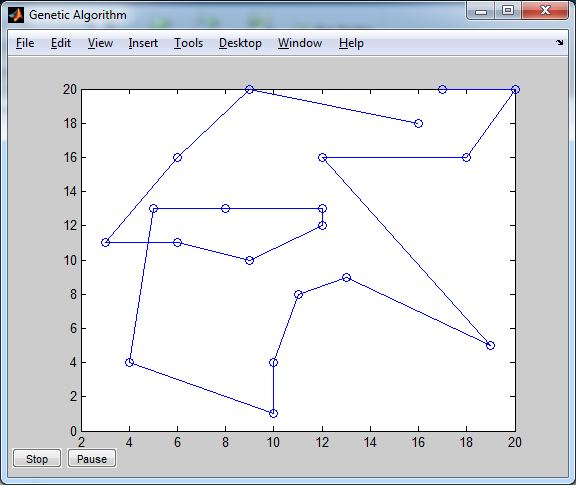 Genetic Algorithm
File Edit View Insert Tools Desktop Window Help
20
18
16
14
12
10
8
6
4
2
0
2 4 6 8 10 12 14 16 18 20
Stop Pause